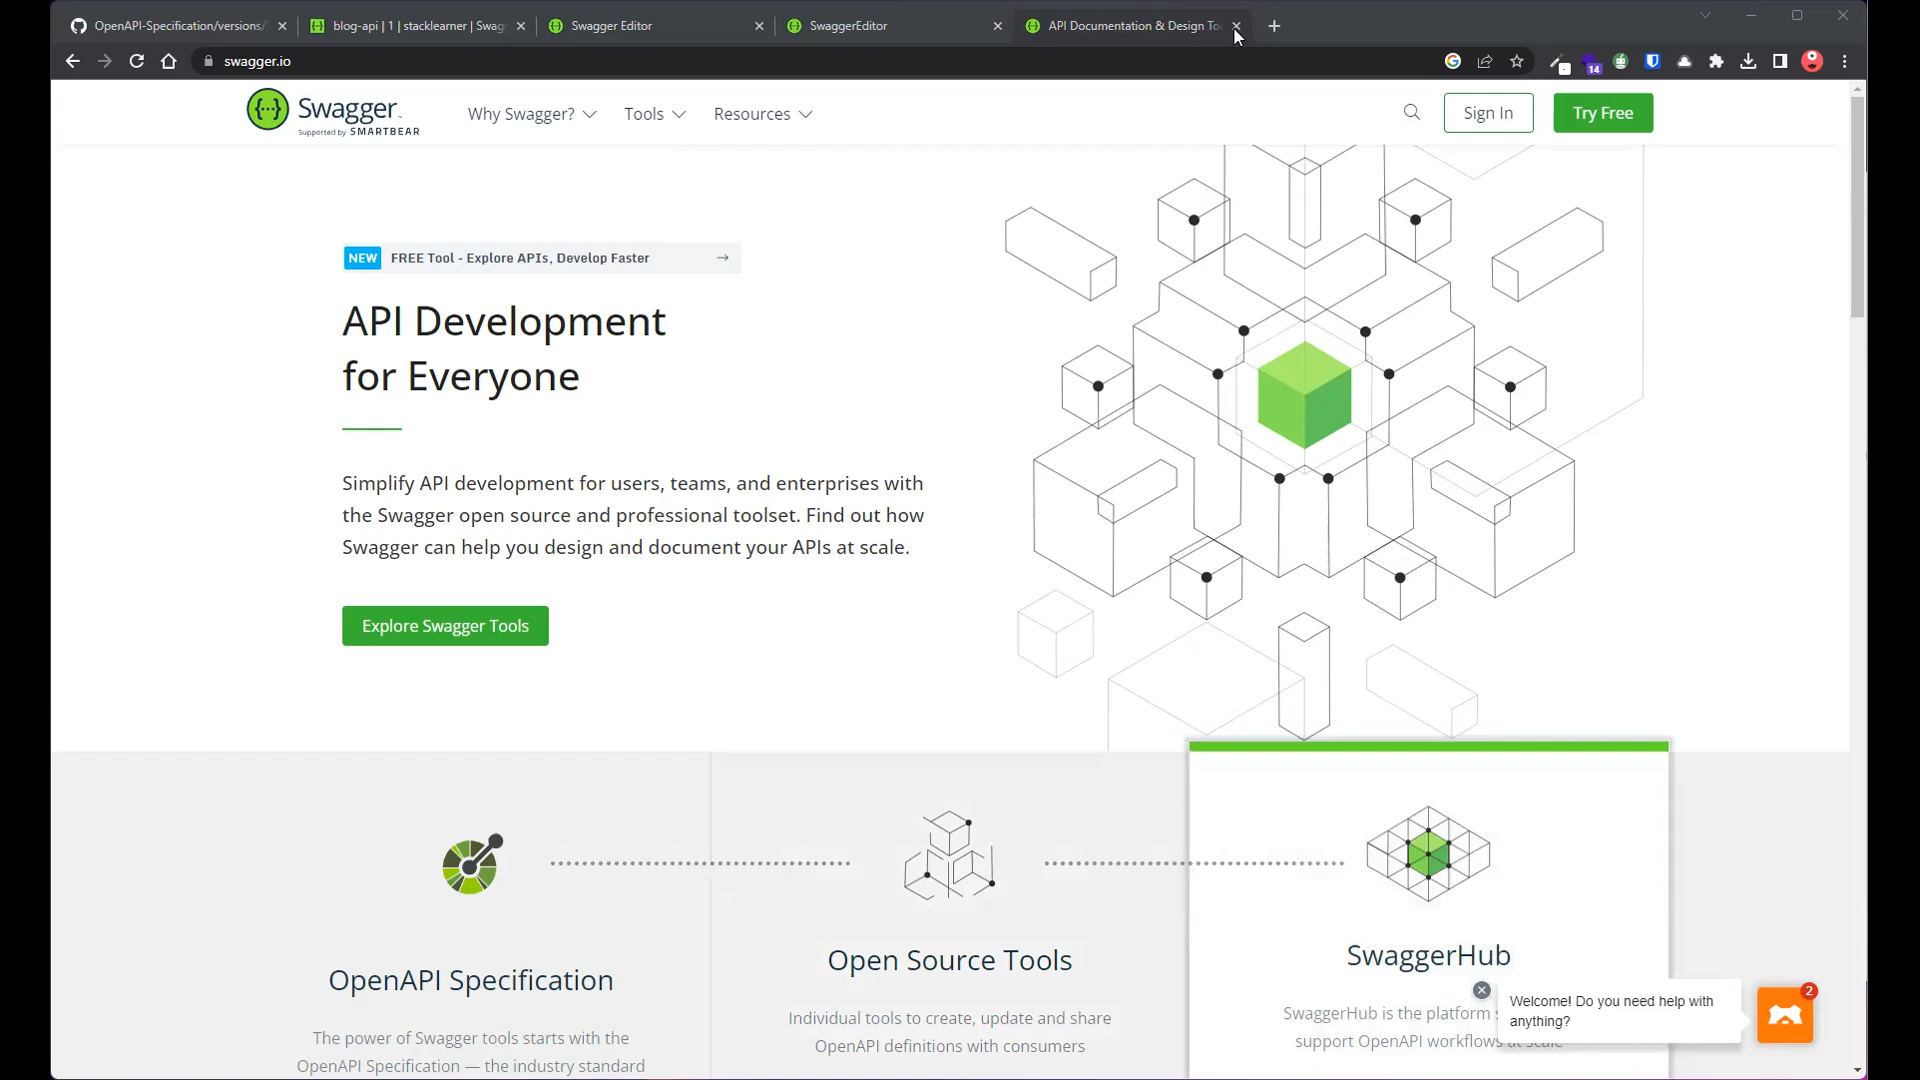 OpenAPI-Specification/versions/
blog-api | 1 | stacklearner | Swag
Swagger Editor
SwaggerEditor
API Documentation & Design Too
swagger.io
14
Swagger
Supported by SMARTBEAR
Why Swagger?
Tools
Resources
Sign In
Try Free
NEW FREE Tool - Explore APIs, Develop Faster →
API Development
for Everyone
Simplify API development for users, teams, and enterprises with
the Swagger open source and professional toolset. Find out how
Swagger can help you design and document your APIs at scale.
Explore Swagger Tools
OpenAPI Specification
The power of Swagger tools starts with the
OpenAPI Specification — the industry standard
Open Source Tools
Individual tools to create, update and share
OpenAPI definitions with consumers
SwaggerHub
SwaggerHub is the platform
support OpenAPI workflows at scale
Welcome! Do you need help with
anything?
2